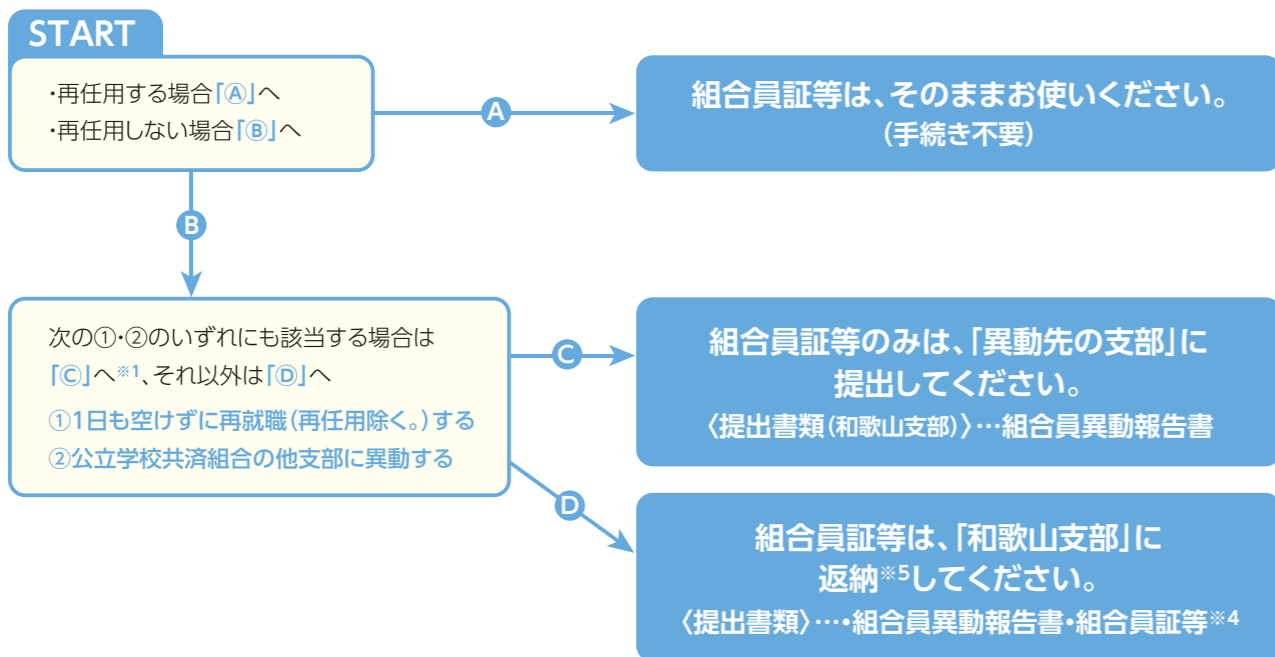 START
・再任用する場合「Ⓐ」へ
・再任用しない場合「Ⓑ」へ
A
組合員証等は、そのままお使いください。
(手続き不要)
B
次の①・②のいずれにも該当する場合は
「Ⓒ」へ※1、それ以外は「Ⓓ」へ
①1日も空けずに再就職(再任用除く。)する
②公立学校共済組合の他支部に異動する
C
組合員証等のみは、「異動先の支部」に
提出してください。
〈提出書類(和歌山支部)〉…組合員異動報告書
D
組合員証等は、「和歌山支部」に
返納※5してください。
〈提出書類〉…・組合員異動報告書・組合員証等※4